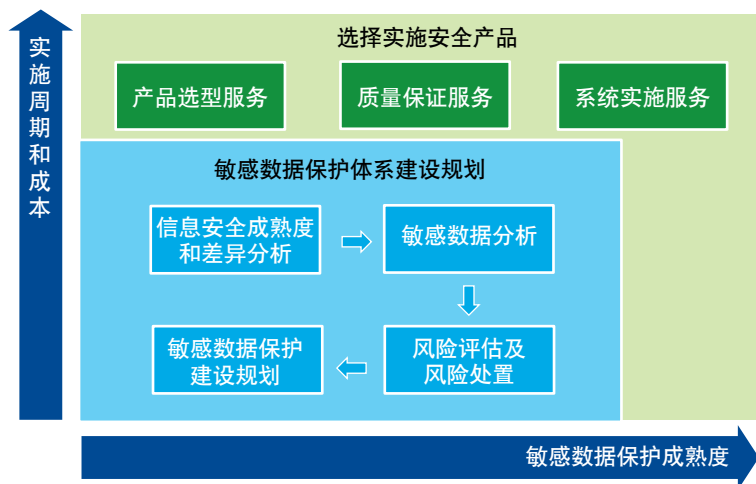 实施周期和成本
选择实施安全产品
产品选型服务
质量保证服务
系统实施服务
敏感数据保护体系建设规划
信息安全成熟度
和差异分析
敏感数据分析
敏感数据保护
建设规划
风险评估及
风险处置
敏感数据保护成熟度